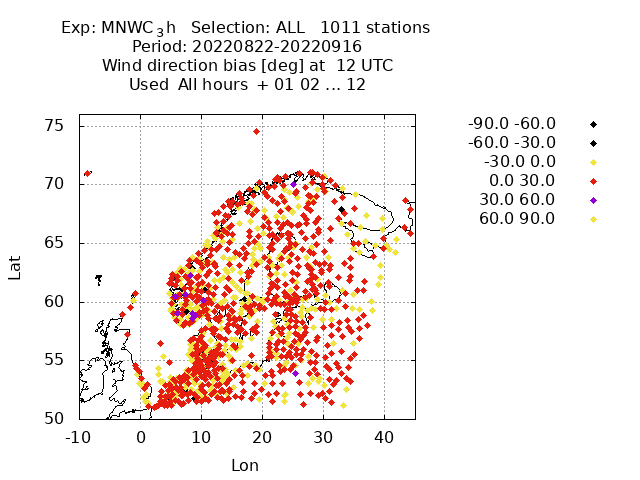 Exp: MNWC_3h Selection: ALL 1011 stations
Period: 20220822-20220916
Wind direction bias [deg] at 12 UTC
Used All hours + 01 02 ... 12
-90.0 -60.0
-60.0 -30.0
-30.0 0.0
0.0 30.0
30.0 60.0
60.0 90.0
75
70
65
60
55
50
Lat
-10 0 10 20 30 40
Lon